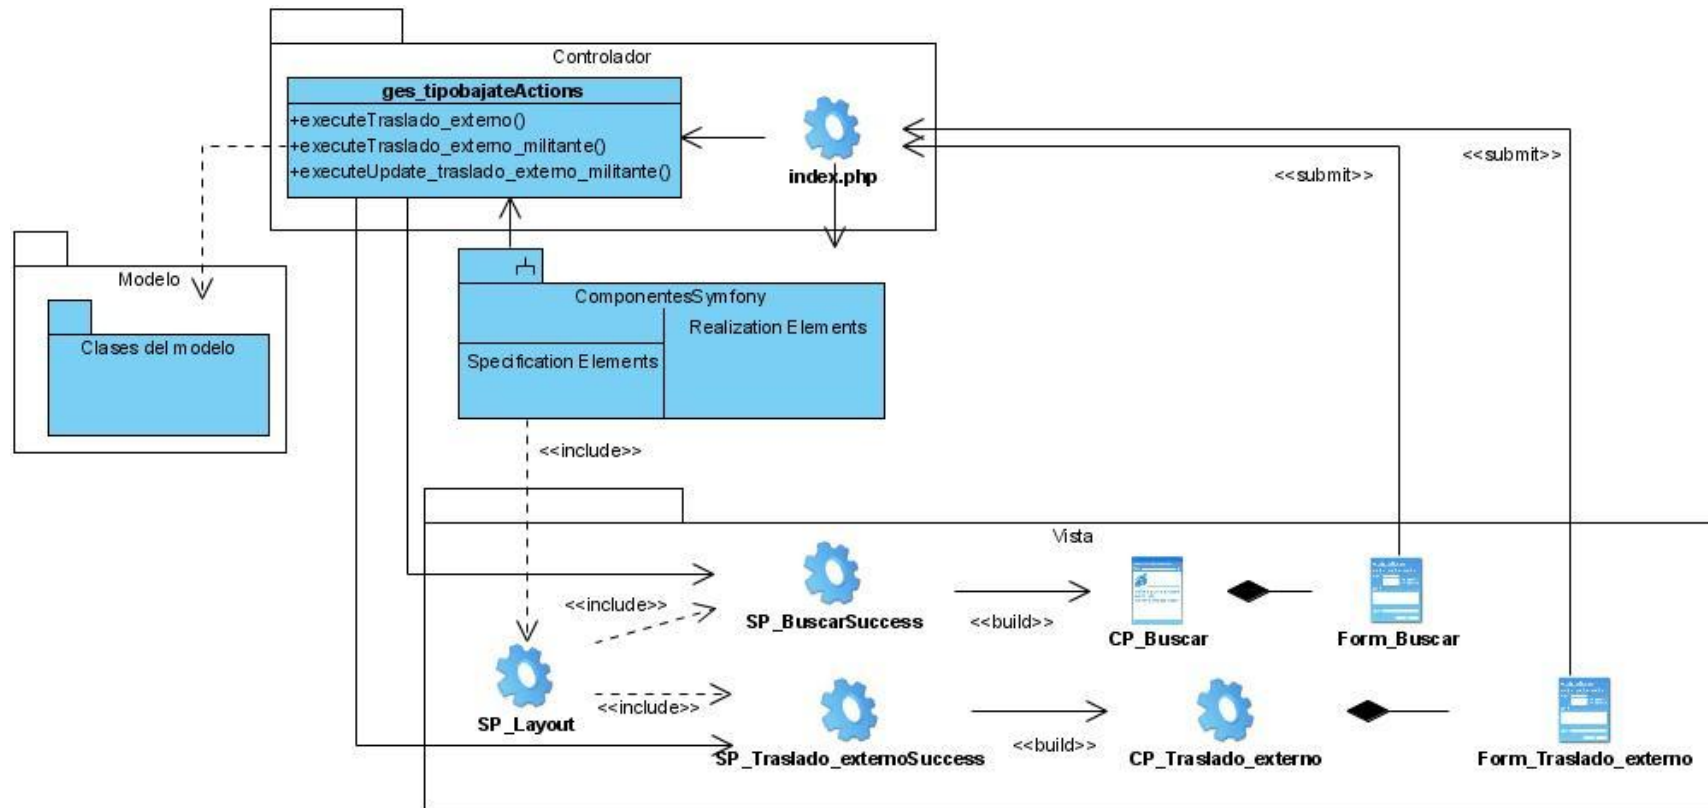 Controlador
ges_tipobajateActions
+executeTraslado_externo()
+executeTraslado_externo_militante()
+executeUpdate_traslado_externo_militante()
index.php
<<submit>>
<<submit>>
Modelo
Clases del modelo
ComponentesSymfony
Realization Elements
Specification Elements
<<include>>
Vista
<<include>>
SP_BuscarSuccess
<<build>>
CP_Buscar
Form_Buscar
SP_Layout
<<include>>
SP_Traslado_externoSuccess
<<build>>
CP_Traslado_externo
Form_Traslado_externo